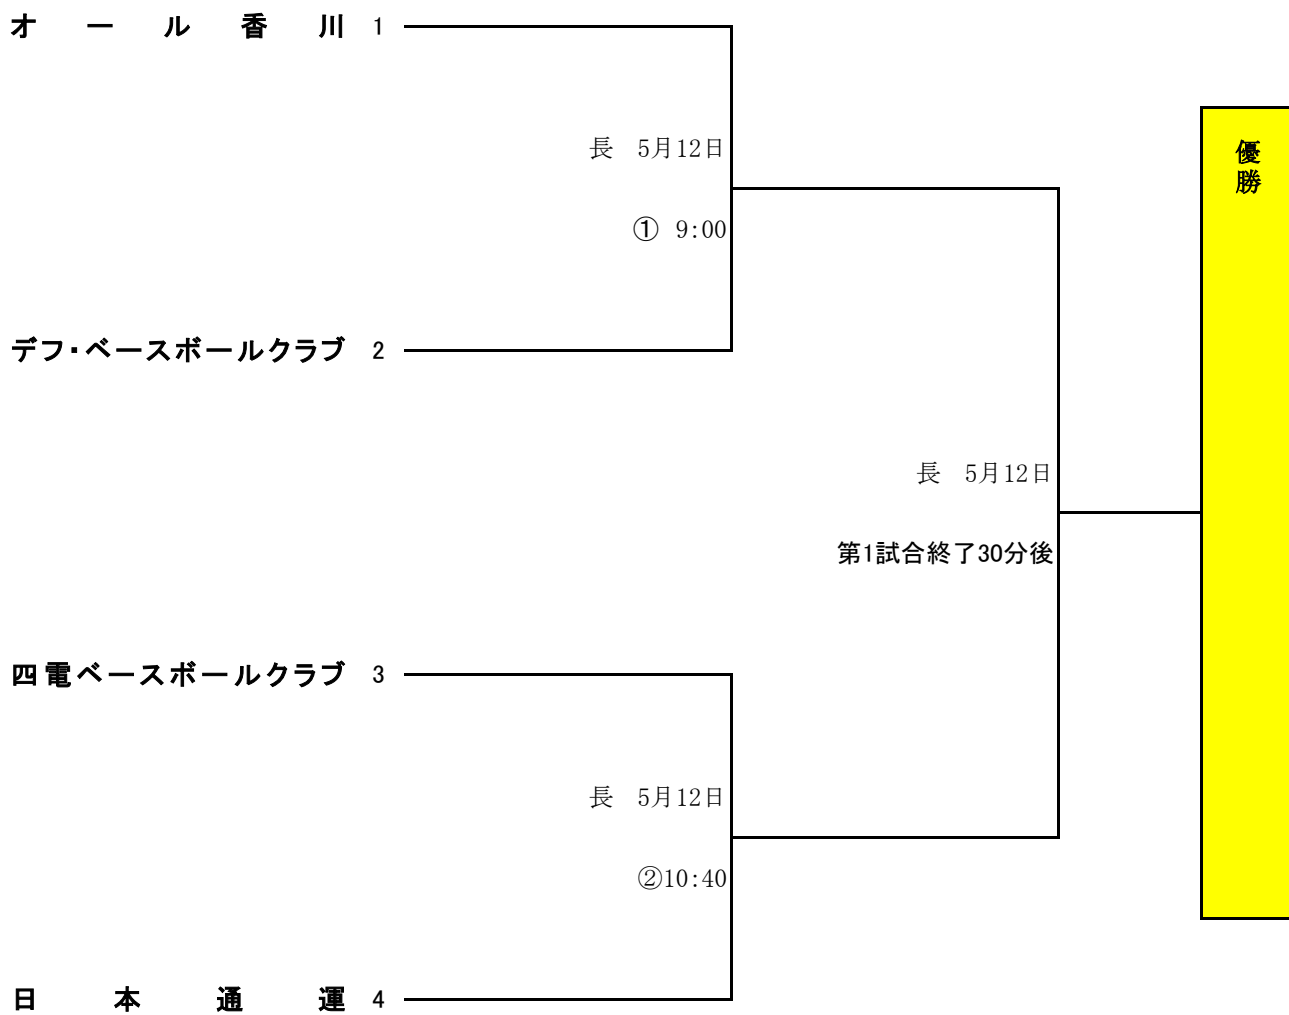 オール香川 1
長 5月12日
① 9:00
優勝
デフ・ベースボールクラブ 2
長 5月12日
第1試合終了30分後
四電ベースボールクラブ 3
長 5月12日
②10:40
日本通運 4